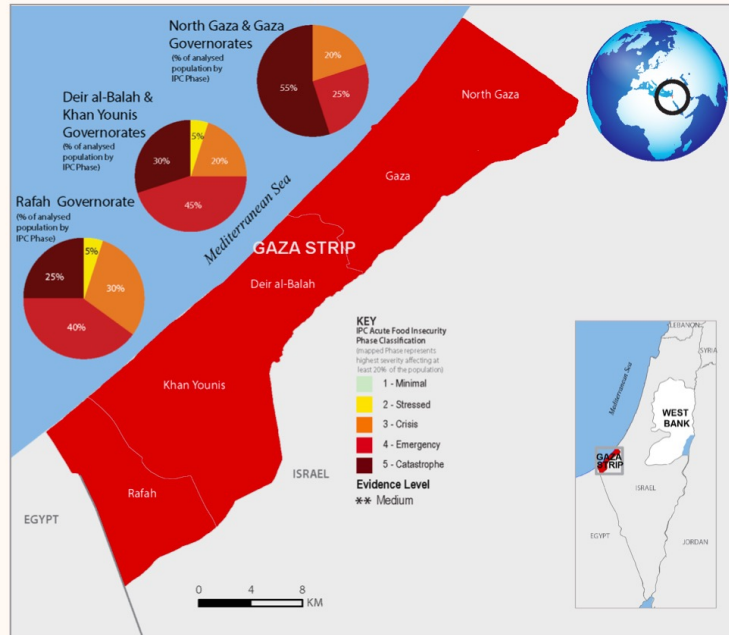 North Gaza & Gaza
Governorates
(% of analysed
population by
IPC Phase)
20%
55%
25%
Deir al-Balah &
Khan Younis
Governorates
(% of analysed
population by
IPC Phase)
5%
30%
20%
45%
Rafah Governorate
(% of analysed
population by
IPC Phase)
5%
25%
30%
40%
Mediterranean Sea
North Gaza
Gaza
GAZA STRIP
Deir al-Balah
Khan Younis
Rafah
ISRAEL
EGYPT
0 4 8
KM
KEY
IPC Acute Food Insecurity
Phase Classification
(mapped Phase represents
highest severity affecting at
least 20% of the population)
1 - Minimal
2 - Stressed
3 - Crisis
4 - Emergency
5 - Catastrophe
Evidence Level
** Medium
LEBANON
SYRIA
Mediterranean Sea
WEST
BANK
GAZA
STRIP
ISRAEL
EGYPT
JORDAN